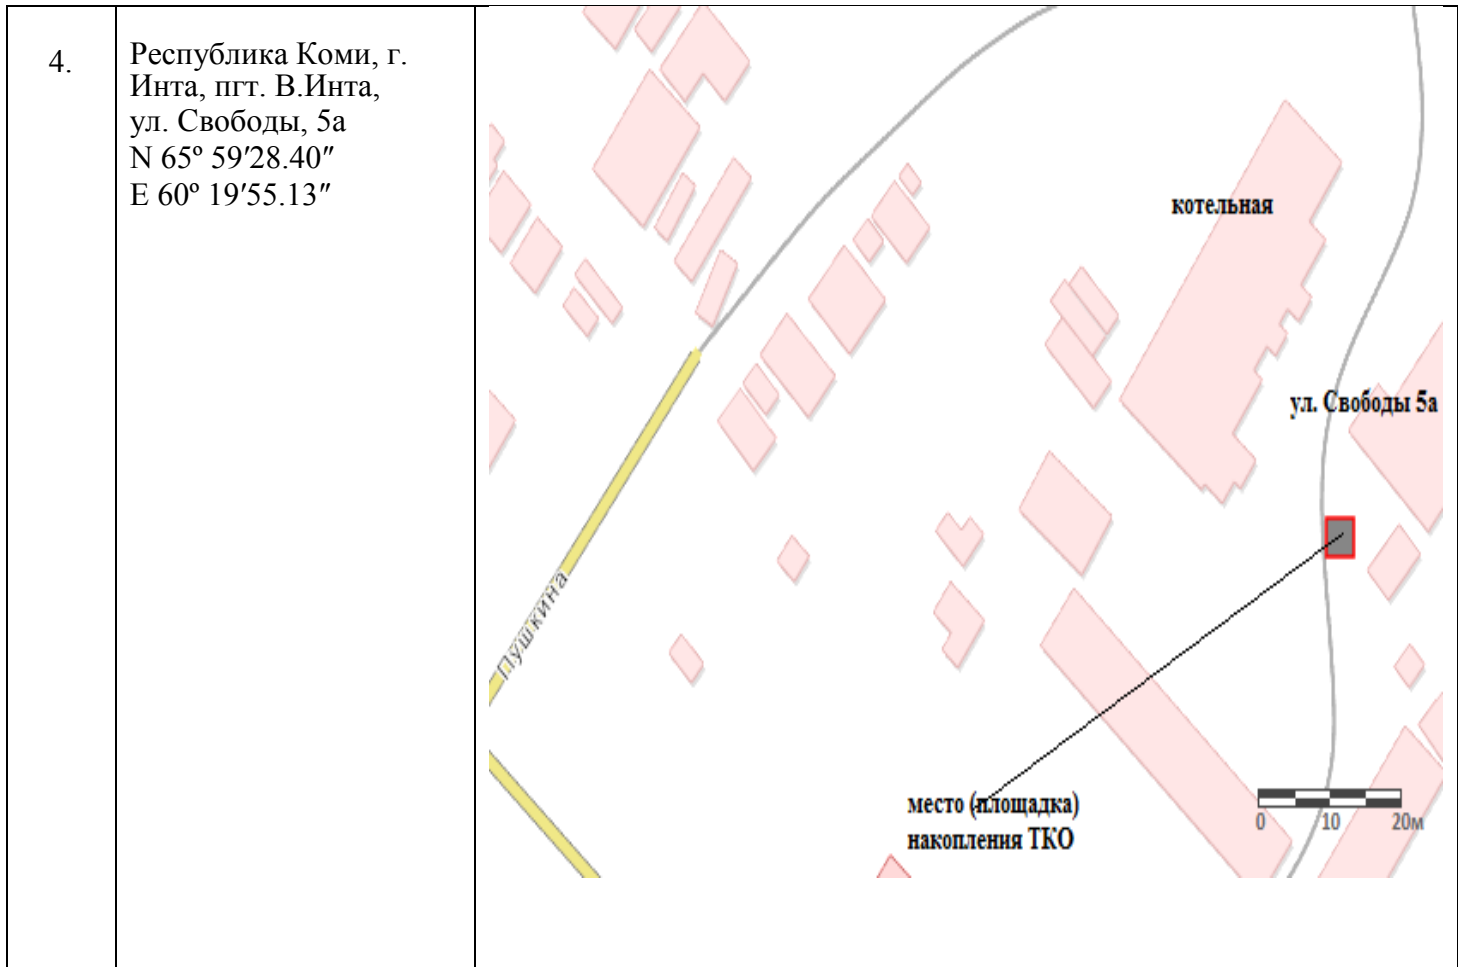 4.
Республика Коми, г.
Инта, пгт. В.Инта,
ул. Свободы, 5а
N 65º 59′28.40″
E 60º 19′55.13″
котельная
ул. Свободы 5а
Пушкина
место (площадка)
накопления ТКО
0 10 20м